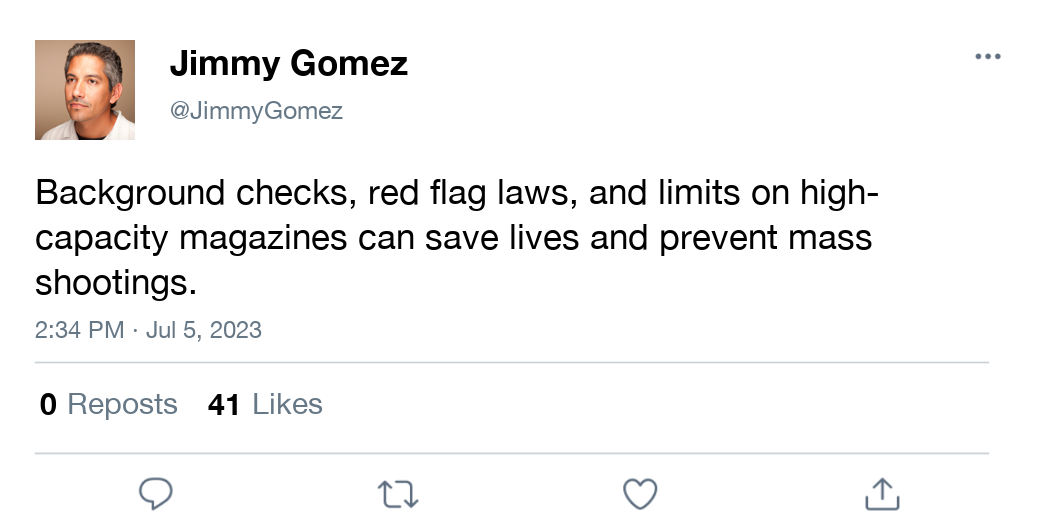 Jimmy Gomez
@JimmyGomez
Background checks, red flag laws, and limits on high-
capacity magazines can save lives and prevent mass
shootings.
2:34 PM · Jul 5, 2023
0 Reposts 41 Likes